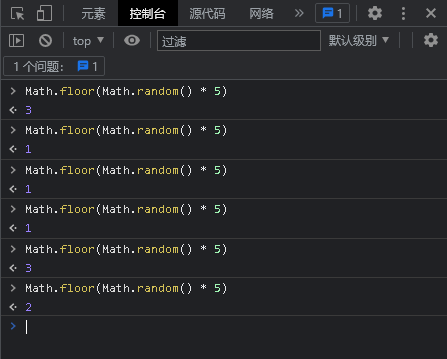 元素 控制台 源代码 网络 » 1
top 过滤 默认级别
1 个问题: 1
> Math.floor(Math.random() * 5)
3
> Math.floor(Math.random() * 5)
1
> Math.floor(Math.random() * 5)
1
> Math.floor(Math.random() * 5)
1
> Math.floor(Math.random() * 5)
3
> Math.floor(Math.random() * 5)
2
>